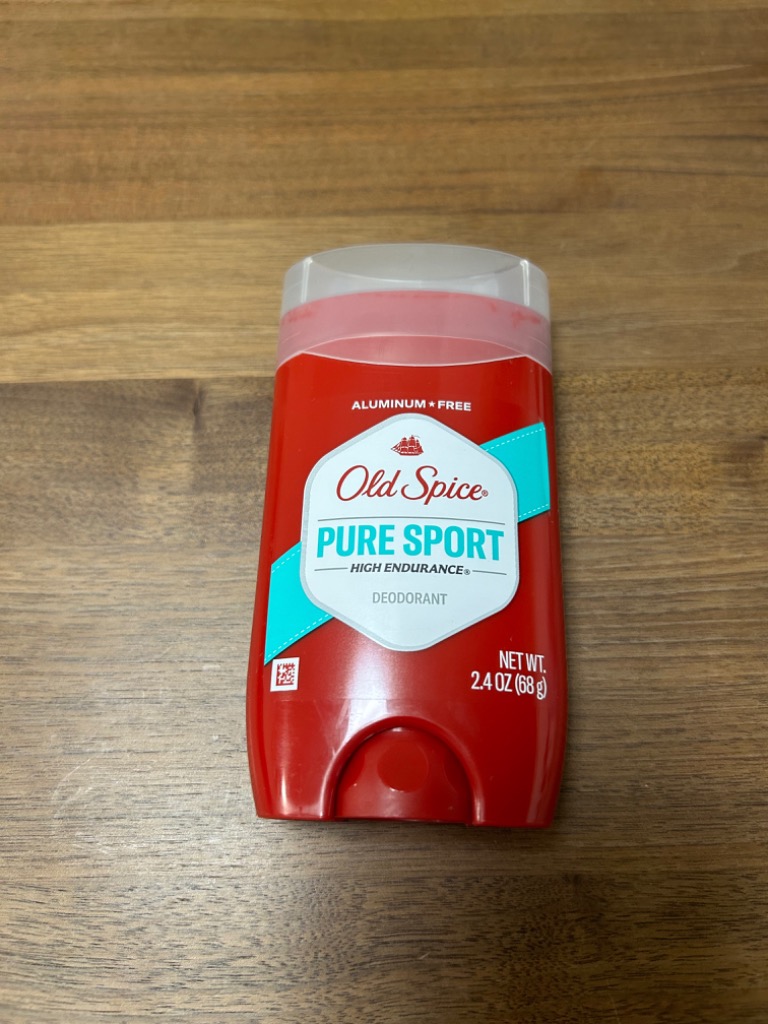 ALUMINUM★FREE
Old Spice®
PURE SPORT
HIGH ENDURANCE®
DEODORANT
NET WT.
2.4 OZ (68 g)